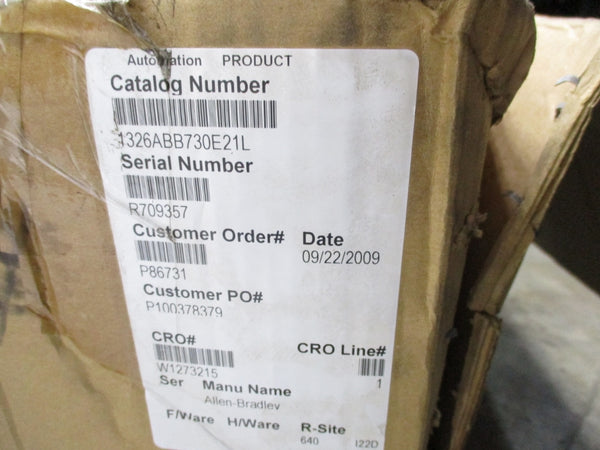 Automation PRODUCT
Catalog Number
1326ABB730E21L
Serial Number
R709357
Customer Order# Date
P86731 09/22/2009
Customer PO#
P100378379
CRO# CRO Line#
W1273215 1
Ser Manu Name
Allen-Bradley
F/Ware H/Ware R-Site
640 I22D